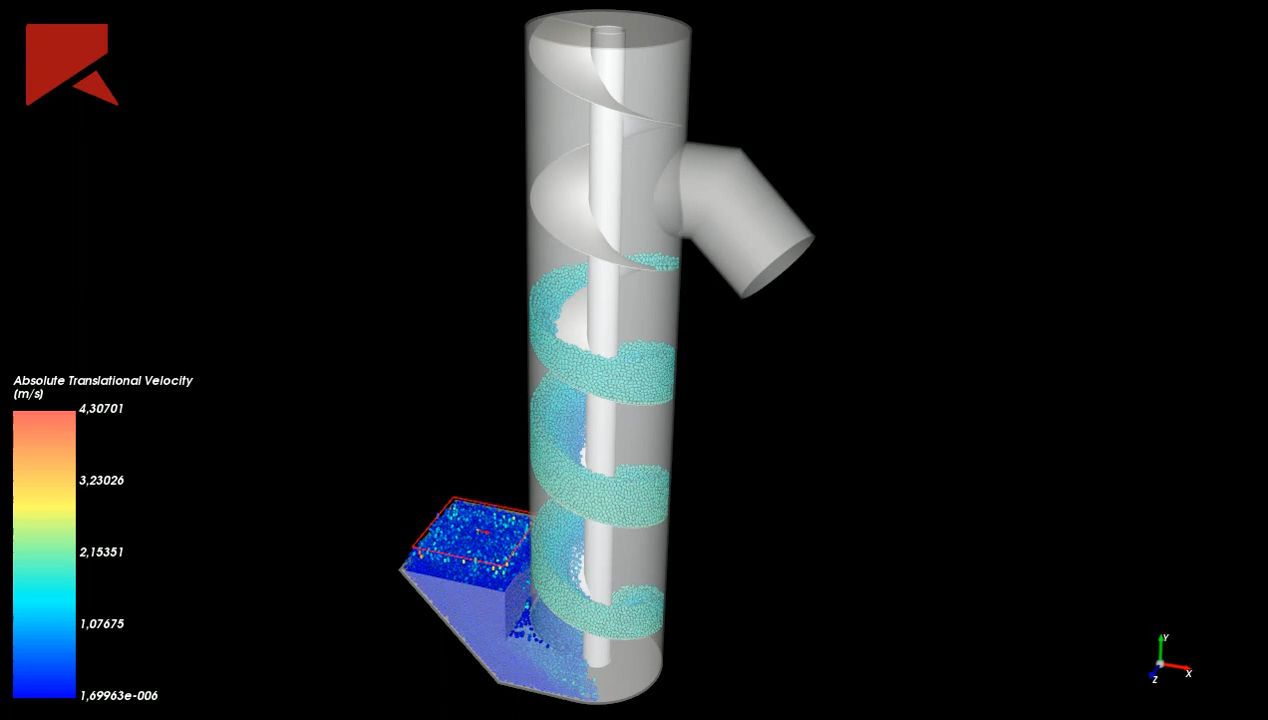 Absolute Translational Velocity
(m/s)
4,30701
3,23026
2,15351
1,07675
1,69963e-006
Y
X
Z